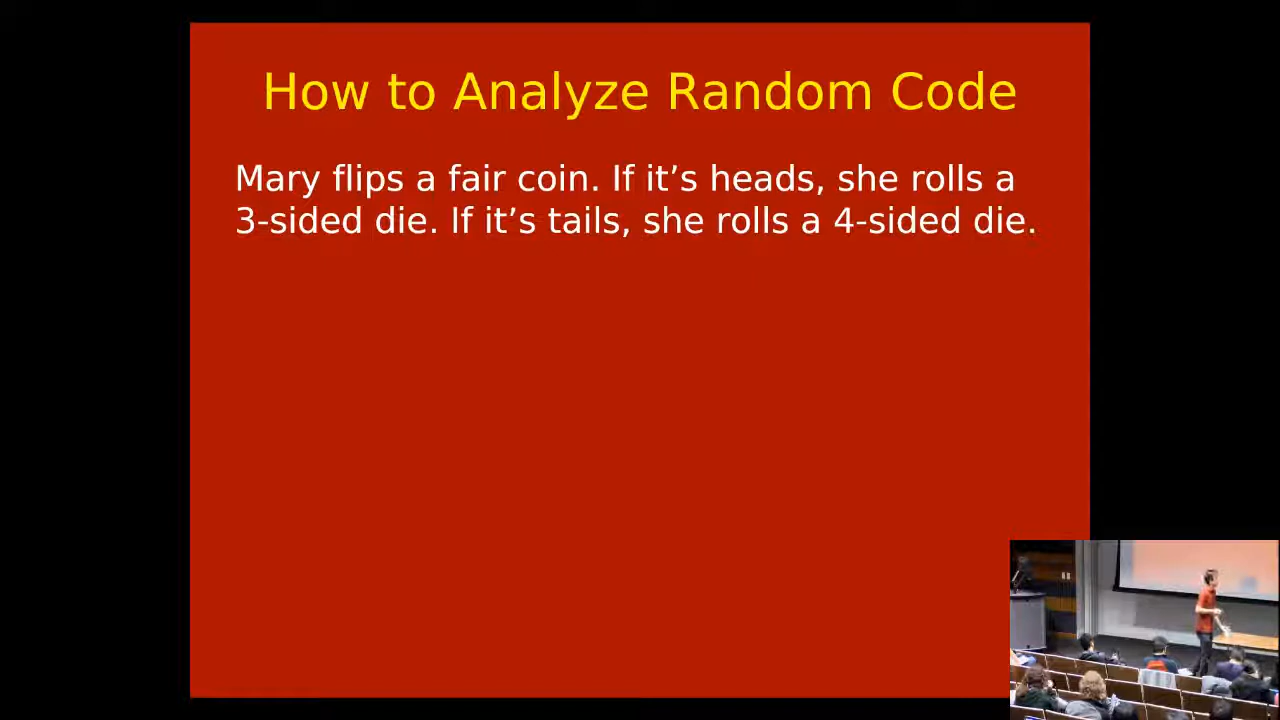 How to Analyze Random Code
Mary flips a fair coin. If it’s heads, she rolls a
3-sided die. If it’s tails, she rolls a 4-sided die.